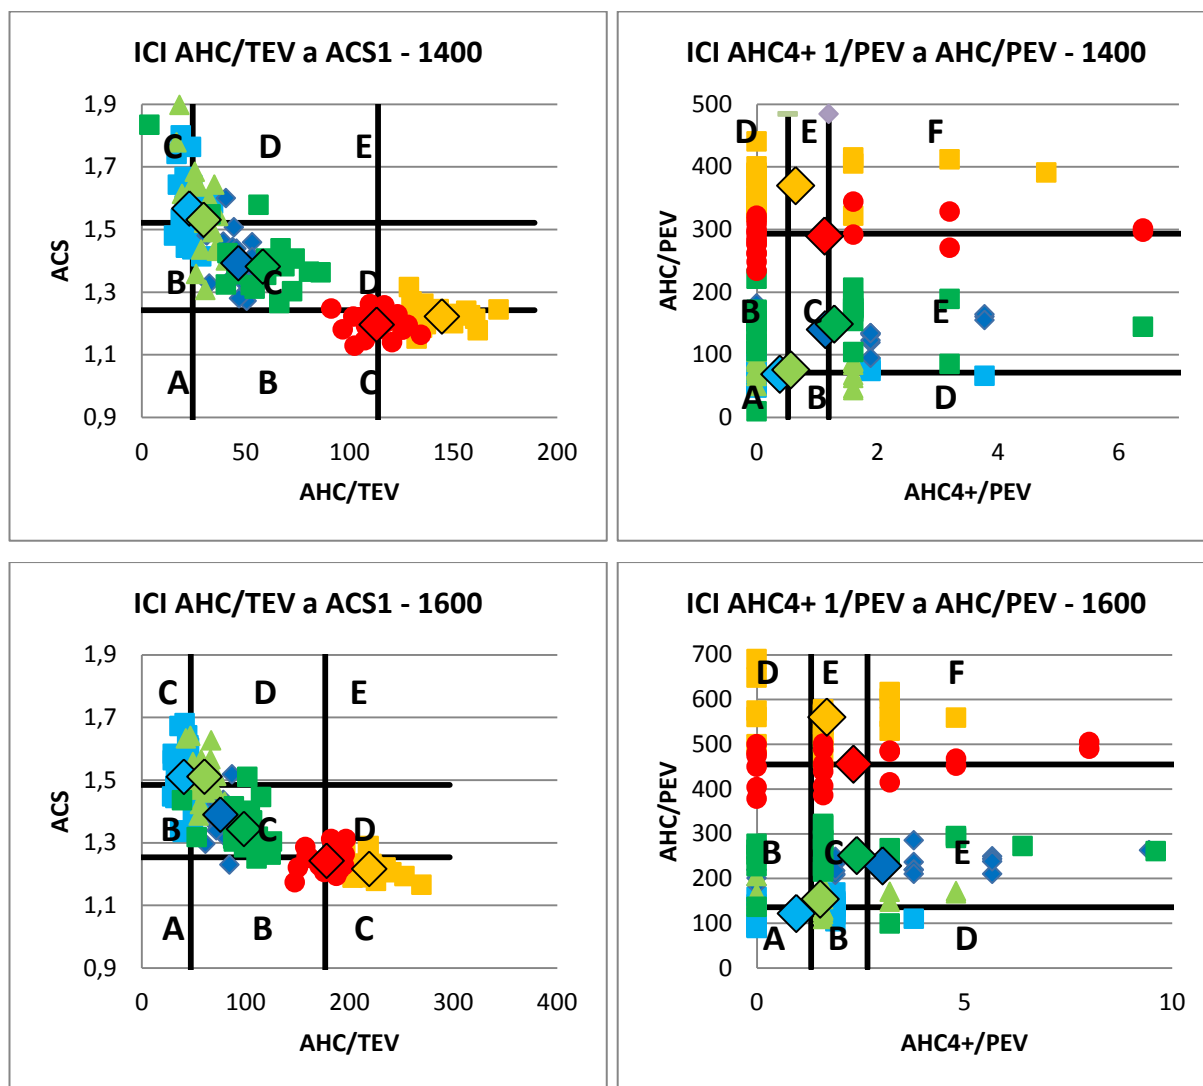 ICI AHC/TEV a ACS1 - 1400
1,9
1,7
1,5
1,3
1,1
0,9
ACS
C D E
B C D
A B C
0 50 100 150 200
AHC/TEV
ICI AHC4+ 1/PEV a AHC/PEV - 1400
500
400
300
200
100
0
AHC/PEV
D E F
B C E
A B D
0 2 4 6
AHC4+/PEV
ICI AHC/TEV a ACS1 - 1600
1,9
1,7
1,5
1,3
1,1
0,9
ACS
C D E
B C D
A B C
0 100 200 300 400
AHC/TEV
ICI AHC4+ 1/PEV a AHC/PEV - 1600
700
600
500
400
300
200
100
0
AHC/PEV
D E F
B C E
A B D
0 5 10
AHC4+/PEV